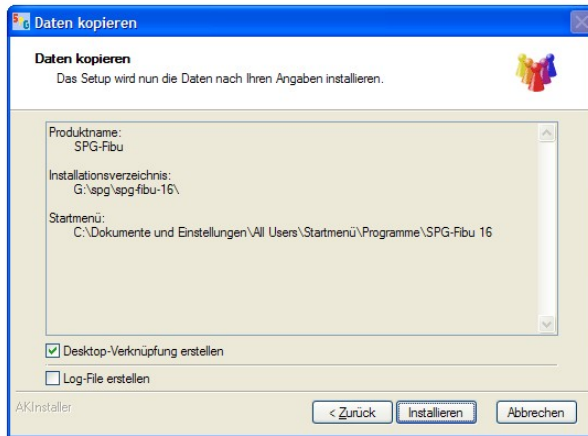 SPG Daten kopieren
Daten kopieren
Das Setup wird nun die Daten nach Ihren Angaben installieren.
Produktname:
SPG-Fibu
Installationsverzeichnis:
G:\spg\spg-fibu-16\
Startmenü:
C:\Dokumente und Einstellungen\All Users\Startmenü\Programme\SPG-Fibu 16
Desktop-Verknüpfung erstellen
Log-File erstellen
AKInstaller
< Zurück Installieren Abbrechen